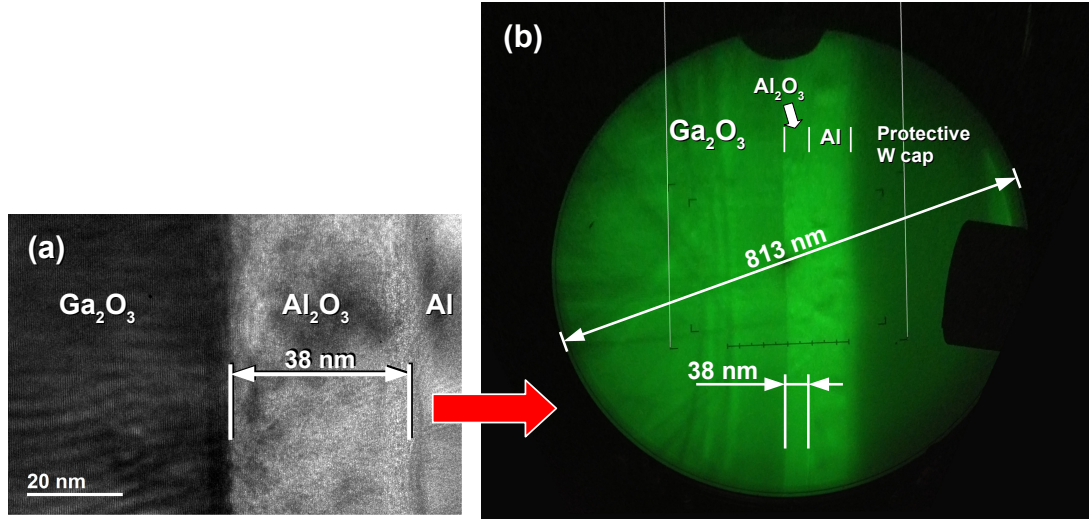 (a)
Ga₂O₃
Al₂O₃
Al
38 nm
20 nm
(b)
Al₂O₃
Ga₂O₃
Al
Protective
W cap
813 nm
38 nm